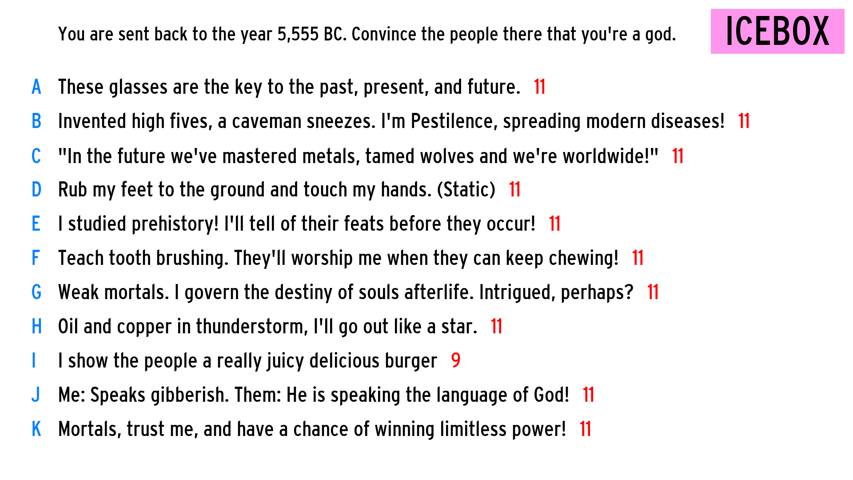 You are sent back to the year 5,555 BC. Convince the people there that you're a god.
ICEBOX
A These glasses are the key to the past, present, and future. 11
B Invented high fives, a caveman sneezes. I'm Pestilence, spreading modern diseases! 11
C "In the future we've mastered metals, tamed wolves and we're worldwide!" 11
D Rub my feet to the ground and touch my hands. (Static) 11
E I studied prehistory! I'll tell of their feats before they occur! 11
F Teach tooth brushing. They'll worship me when they can keep chewing! 11
G Weak mortals. I govern the destiny of souls afterlife. Intrigued, perhaps? 11
H Oil and copper in thunderstorm, I'll go out like a star. 11
I I show the people a really juicy delicious burger 9
J Me: Speaks gibberish. Them: He is speaking the language of God! 11
K Mortals, trust me, and have a chance of winning limitless power! 11